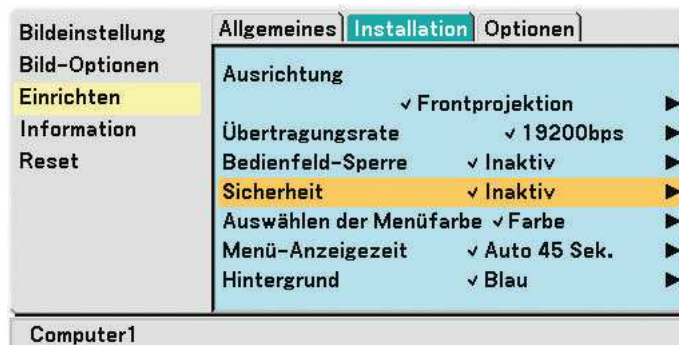 Bildeinstellung
Bild-Optionen
Einrichten
Information
Reset
Allgemeines Installation Optionen
Ausrichtung
✓ Frontprojektion ▶
Übertragungsrate ✓ 19200bps ▶
Bedienfeld-Sperre ✓ Inaktiv ▶
Sicherheit ✓ Inaktiv ▶
Auswählen der Menüfarbe ✓ Farbe ▶
Menü-Anzeigezeit ✓ Auto 45 Sek. ▶
Hintergrund ✓ Blau ▶
Computer1